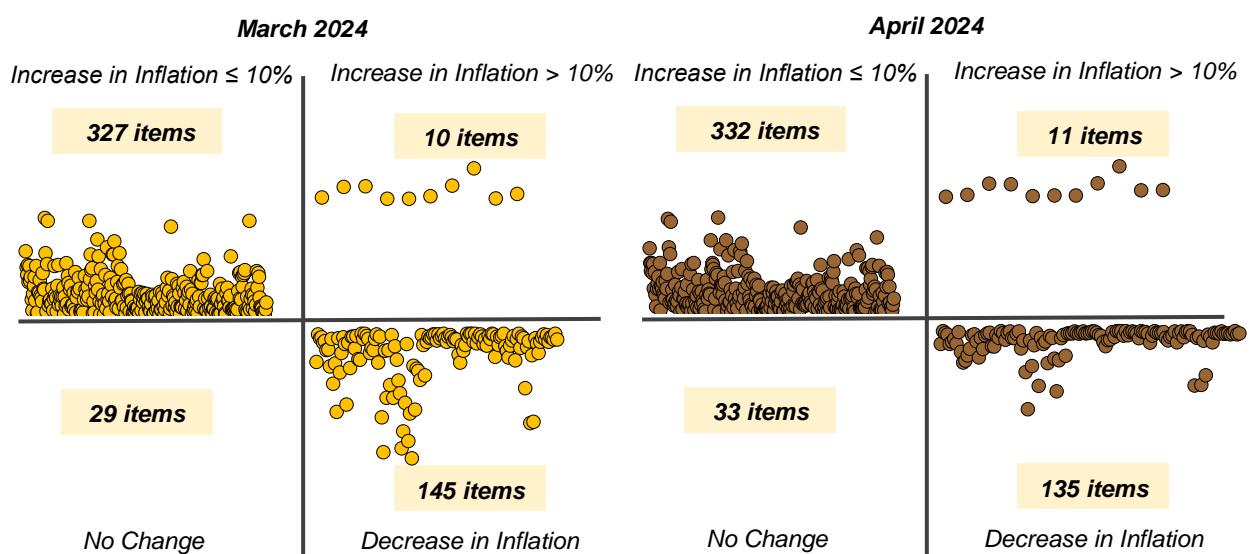 March 2024
Increase in Inflation ≤ 10%
Increase in Inflation > 10%
327 items
10 items
29 items
145 items
No Change
Decrease in Inflation
April 2024
Increase in Inflation ≤ 10%
Increase in Inflation > 10%
332 items
11 items
33 items
135 items
No Change
Decrease in Inflation